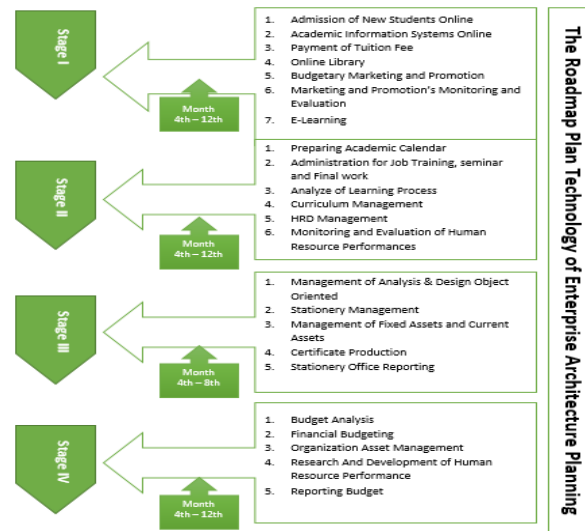 The Roadmap Plan Technology of Enterprise Architecture Planning
Stage I
Month
4th – 12th
1. Admission of New Students Online
2. Academic Information Systems Online
3. Payment of Tuition Fee
4. Online Library
5. Budgetary Marketing and Promotion
6. Marketing and Promotion's Monitoring and
Evaluation
7. E-Learning
Stage II
Month
4th – 12th
1. Preparing Academic Calendar
2. Administration for Job Training, seminar
and Final work
3. Analyze of Learning Process
4. Curriculum Management
5. HRD Management
6. Monitoring and Evaluation of Human
Resource Performances
Stage III
Month
4th – 8th
1. Management of Analysis & Design Object
Oriented
2. Stationery Management
3. Management of Fixed Assets and Current
Assets
4. Certificate Production
5. Stationery Office Reporting
Stage IV
Month
4th – 12th
1. Budget Analysis
2. Financial Budgeting
3. Organization Asset Management
4. Research And Development of Human
Resource Performance
5. Reporting Budget